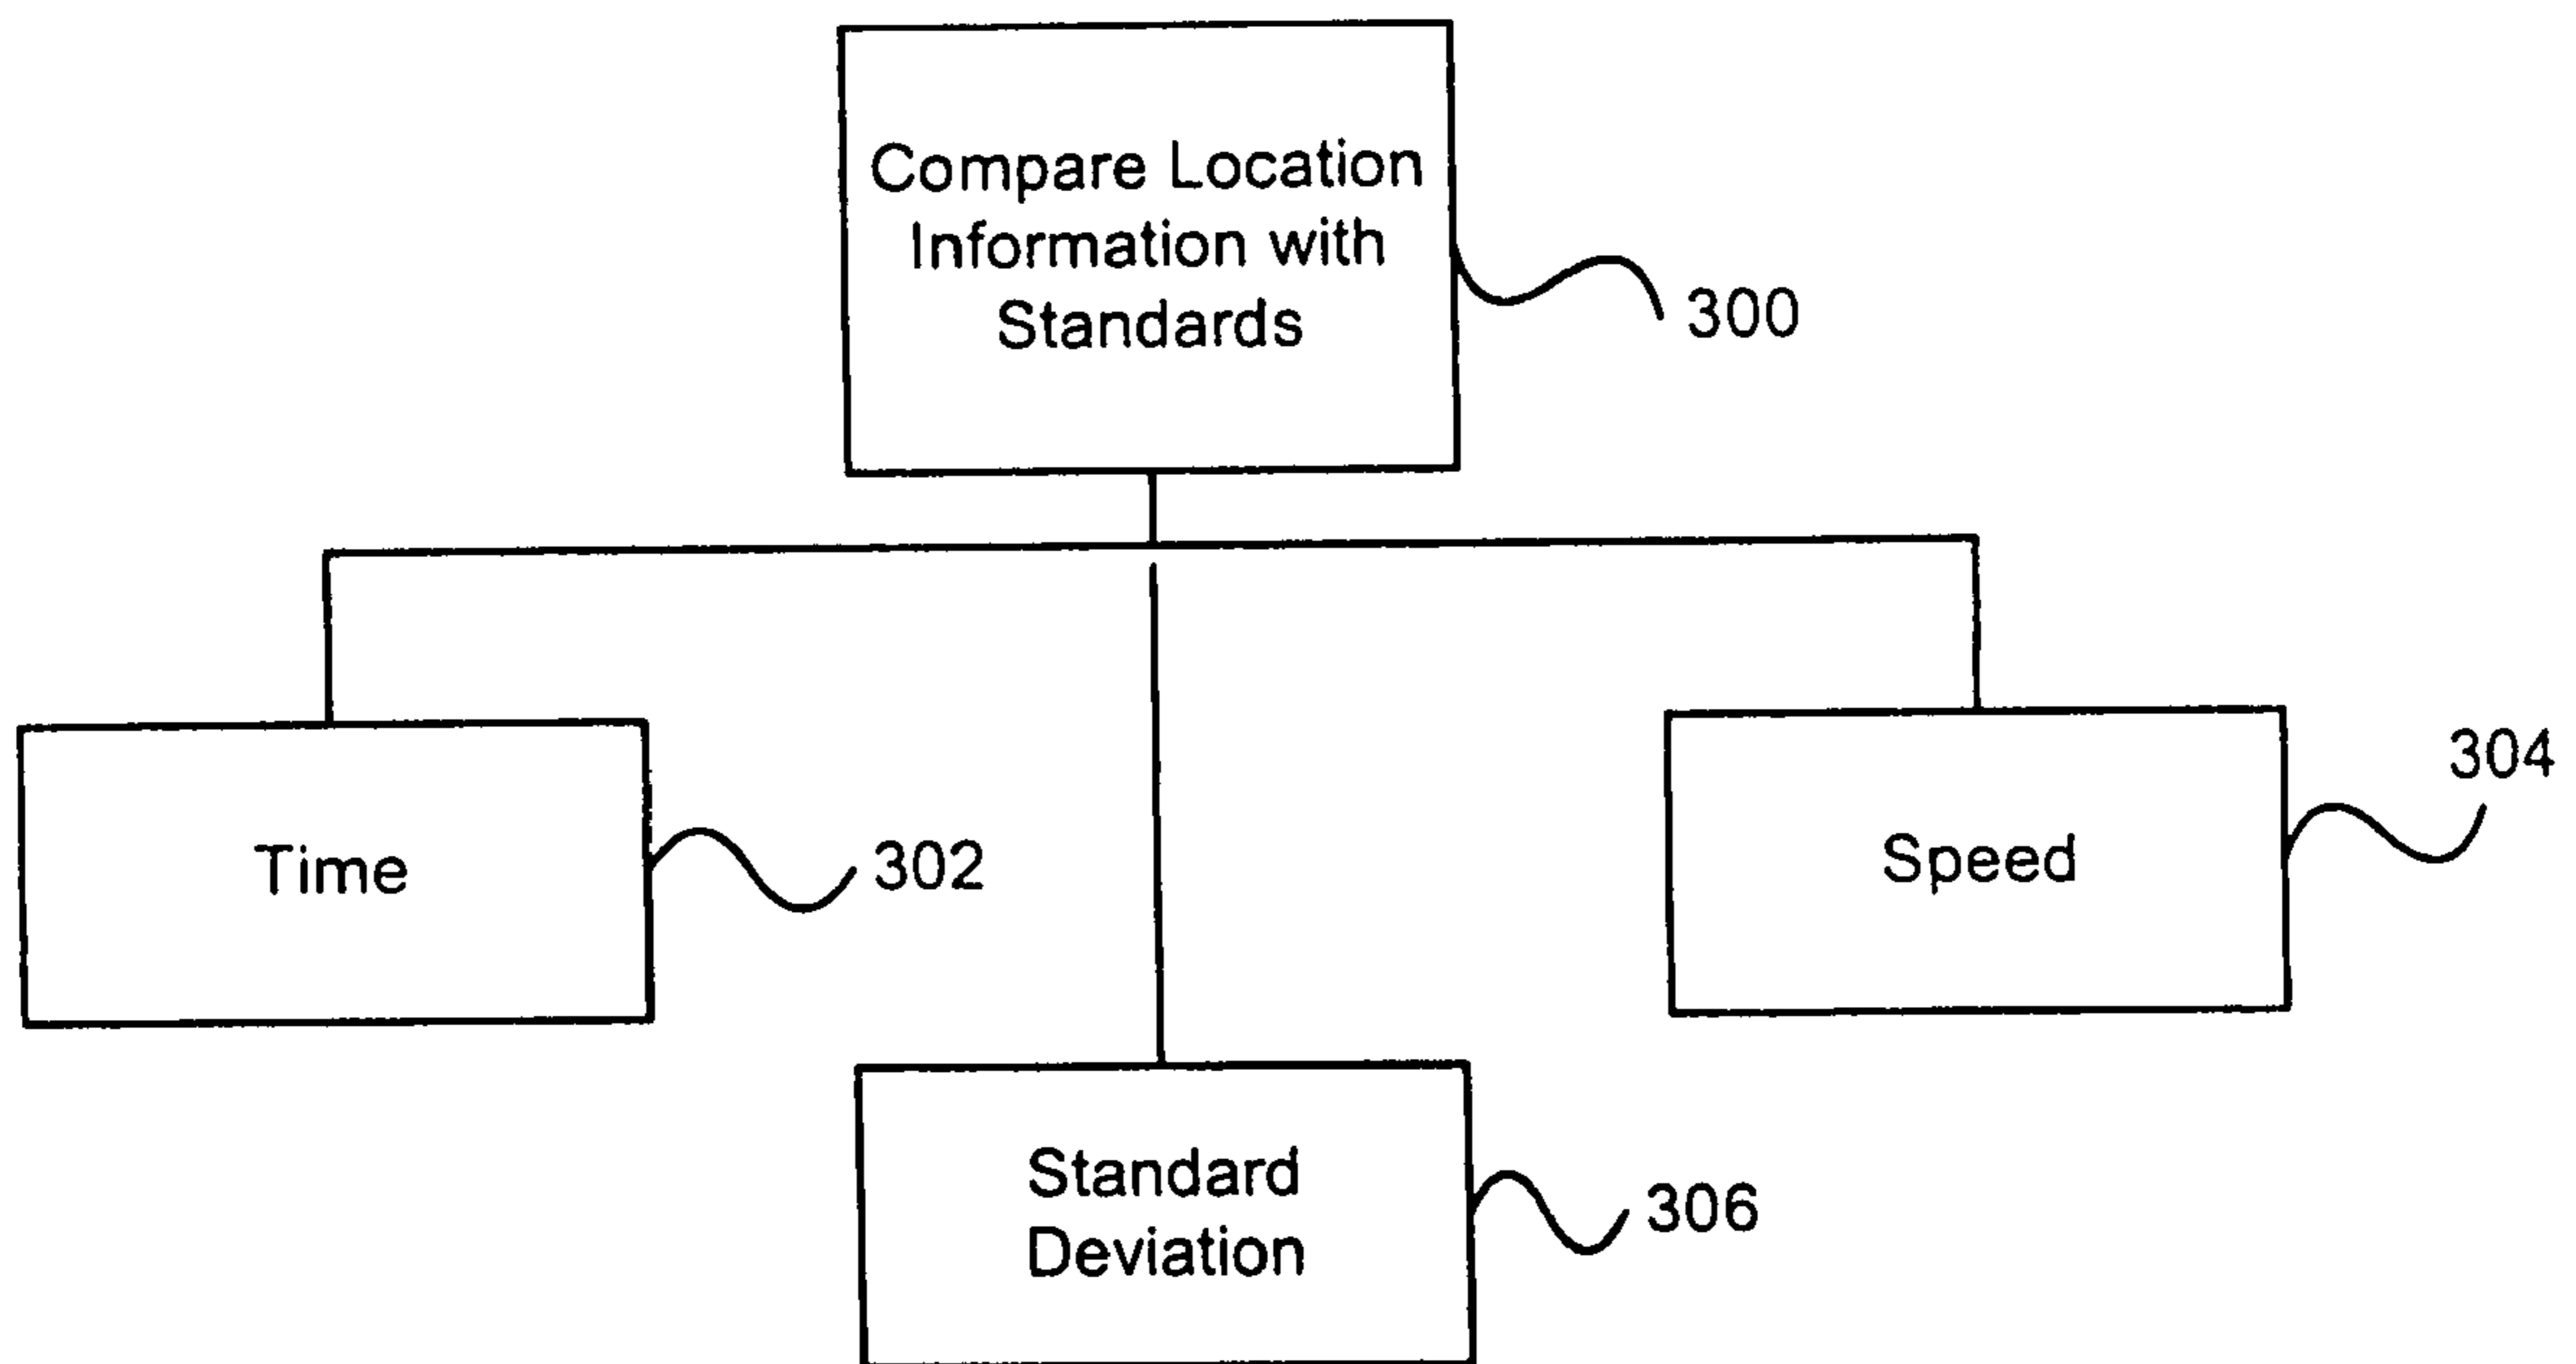 Compare Location
Information with
Standards
300
304
Time
302
Speed
Standard
Deviation
306